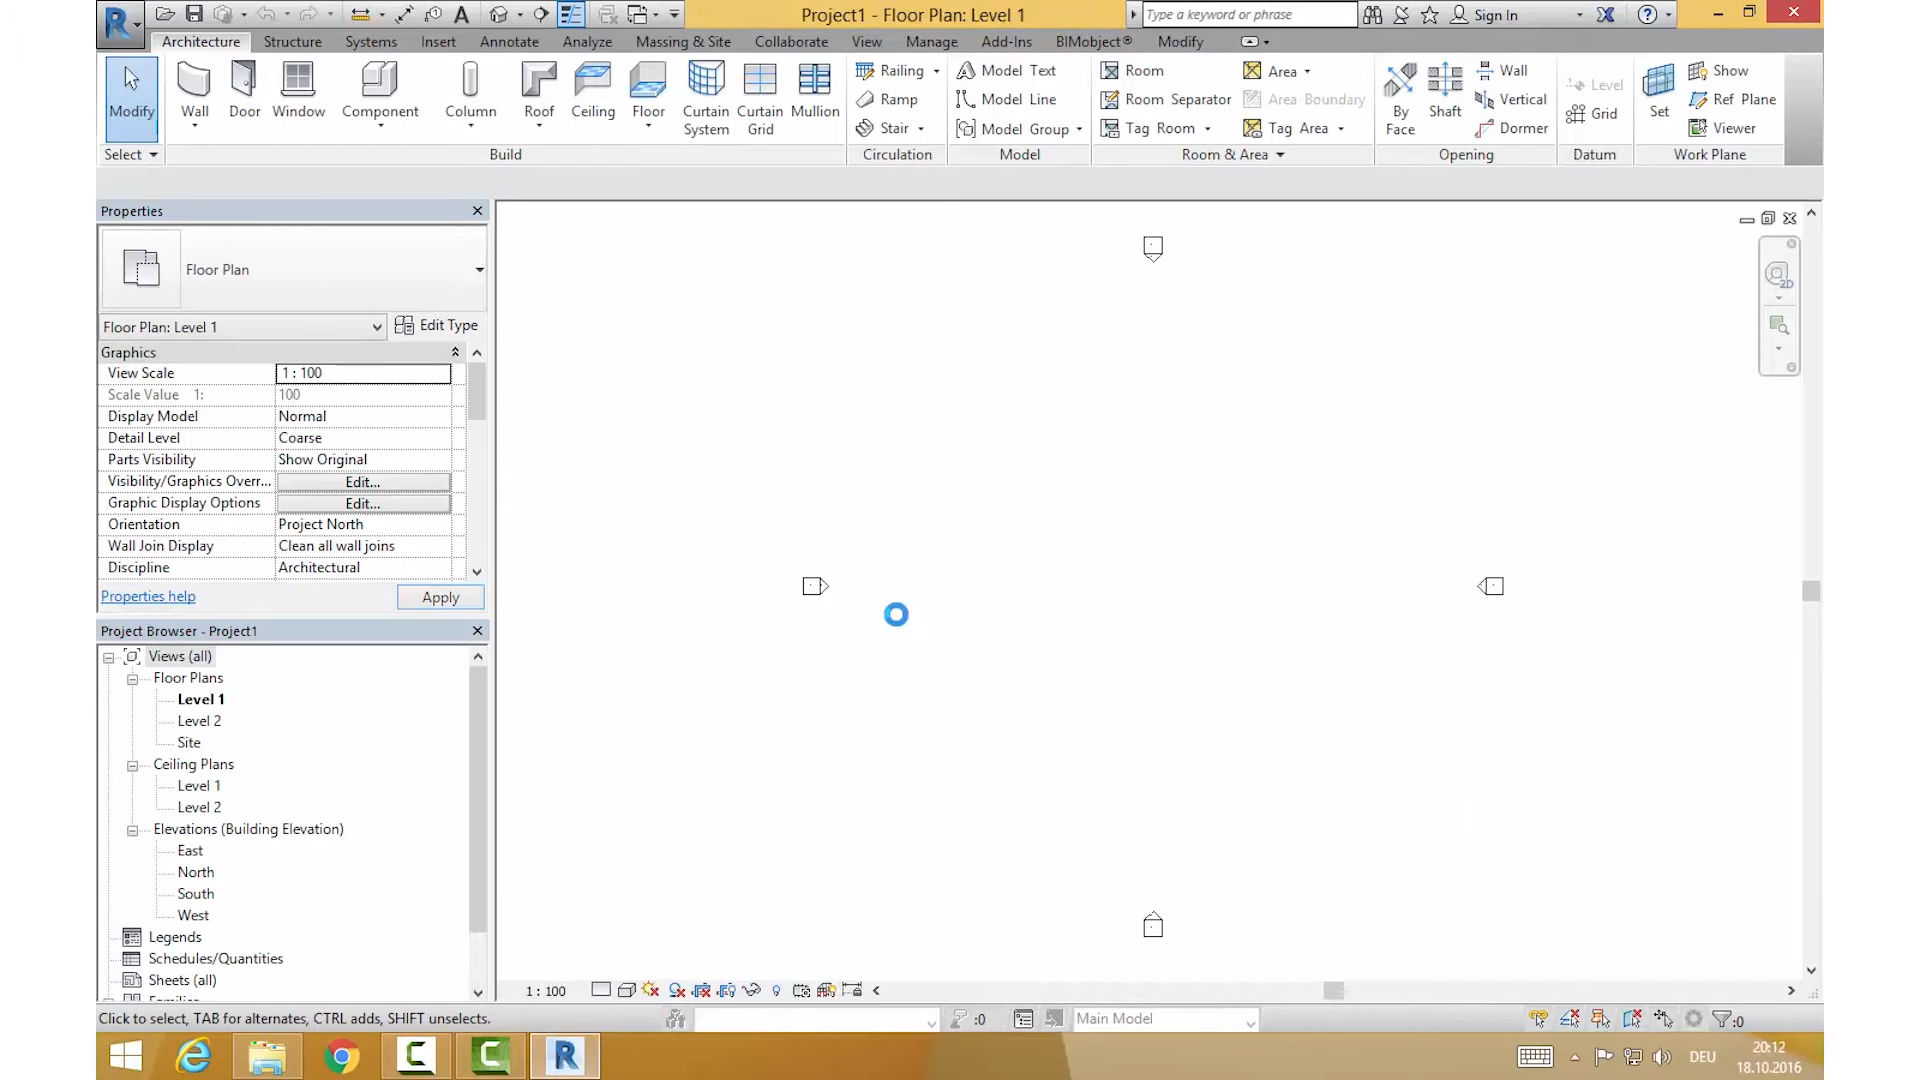 Project1 - Floor Plan: Level 1
Type a keyword or phrase
Sign In
Architecture Structure Systems Insert Annotate Analyze Massing & Site Collaborate View Manage Add-Ins BIMobject® Modify
Modify
Wall
Door
Window
Component
Column
Roof
Ceiling
Floor
Curtain System
Curtain Grid
Mullion
Railing
Ramp
Stair
Model Text
Model Line
Model Group
Room
Room Separator
Tag Room
Area
Area Boundary
Tag Area
By Face
Shaft
Wall
Vertical
Dormer
Level
Grid
Set
Show
Ref Plane
Viewer
Select Build Circulation Model Room & Area Opening Datum Work Plane
Properties
Floor Plan
Floor Plan: Level 1 Edit Type
Graphics
View Scale 1 : 100
Scale Value 1: 100
Display Model Normal
Detail Level Coarse
Parts Visibility Show Original
Visibility/Graphics Overr... Edit...
Graphic Display Options Edit...
Orientation Project North
Wall Join Display Clean all wall joins
Discipline Architectural
Properties help Apply
2D
Project Browser - Project1
Views (all)
Floor Plans
Level 1
Level 2
Site
Ceiling Plans
Level 1
Level 2
Elevations (Building Elevation)
East
North
South
West
Legends
Schedules/Quantities
Sheets (all)
1 : 100
Click to select, TAB for alternates, CTRL adds, SHIFT unselects.
:0
Main Model
:0
DEU
20:12
18.10.2016